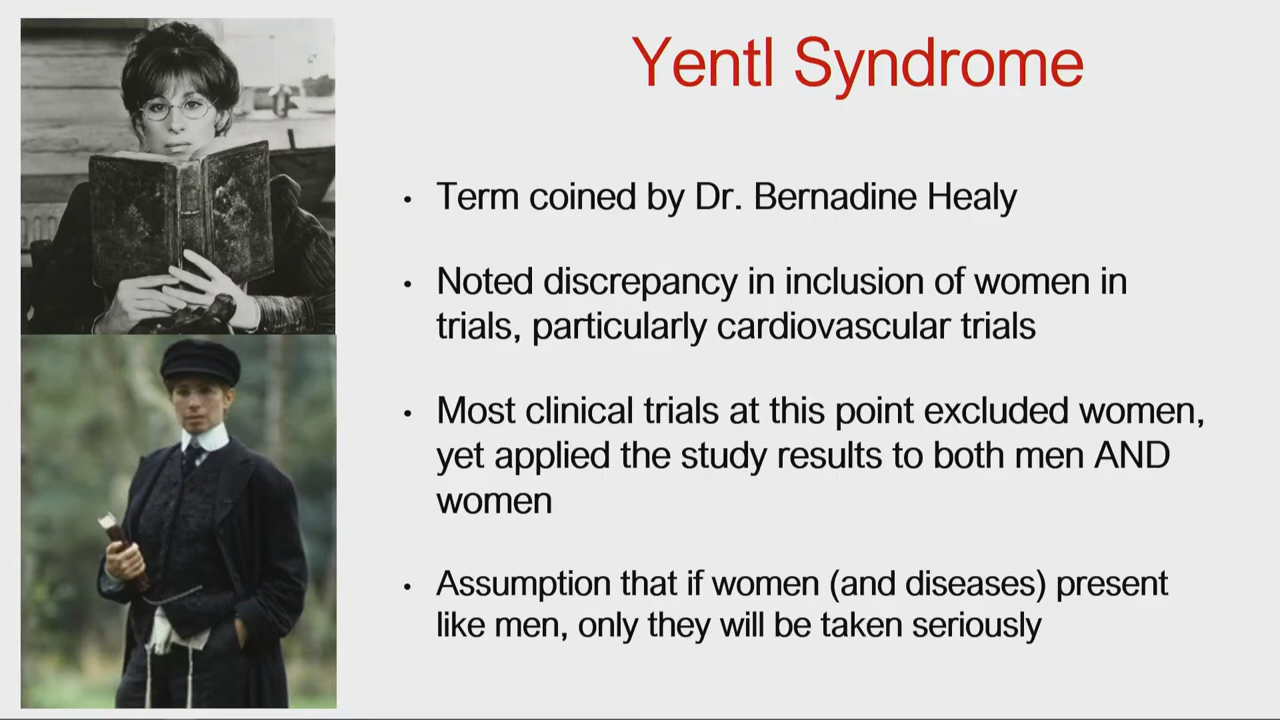 Yentl Syndrome
• Term coined by Dr. Bernadine Healy
• Noted discrepancy in inclusion of women in
trials, particularly cardiovascular trials
• Most clinical trials at this point excluded women,
yet applied the study results to both men AND
women
• Assumption that if women (and diseases) present
like men, only they will be taken seriously